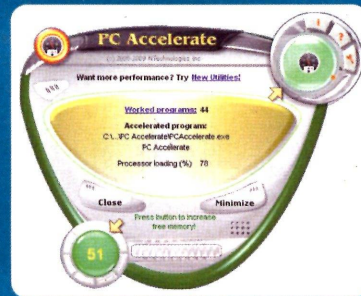 PC Accelerate
Want more performance? Try New Utilities!
Worked programs: 44
Accelerated program:
C:\...\PC Accelerate\PCAccelerate.exe
PC Accelerate
Processor loading (%) 78
Close
Minimize
Press button to increase
free memory!
51